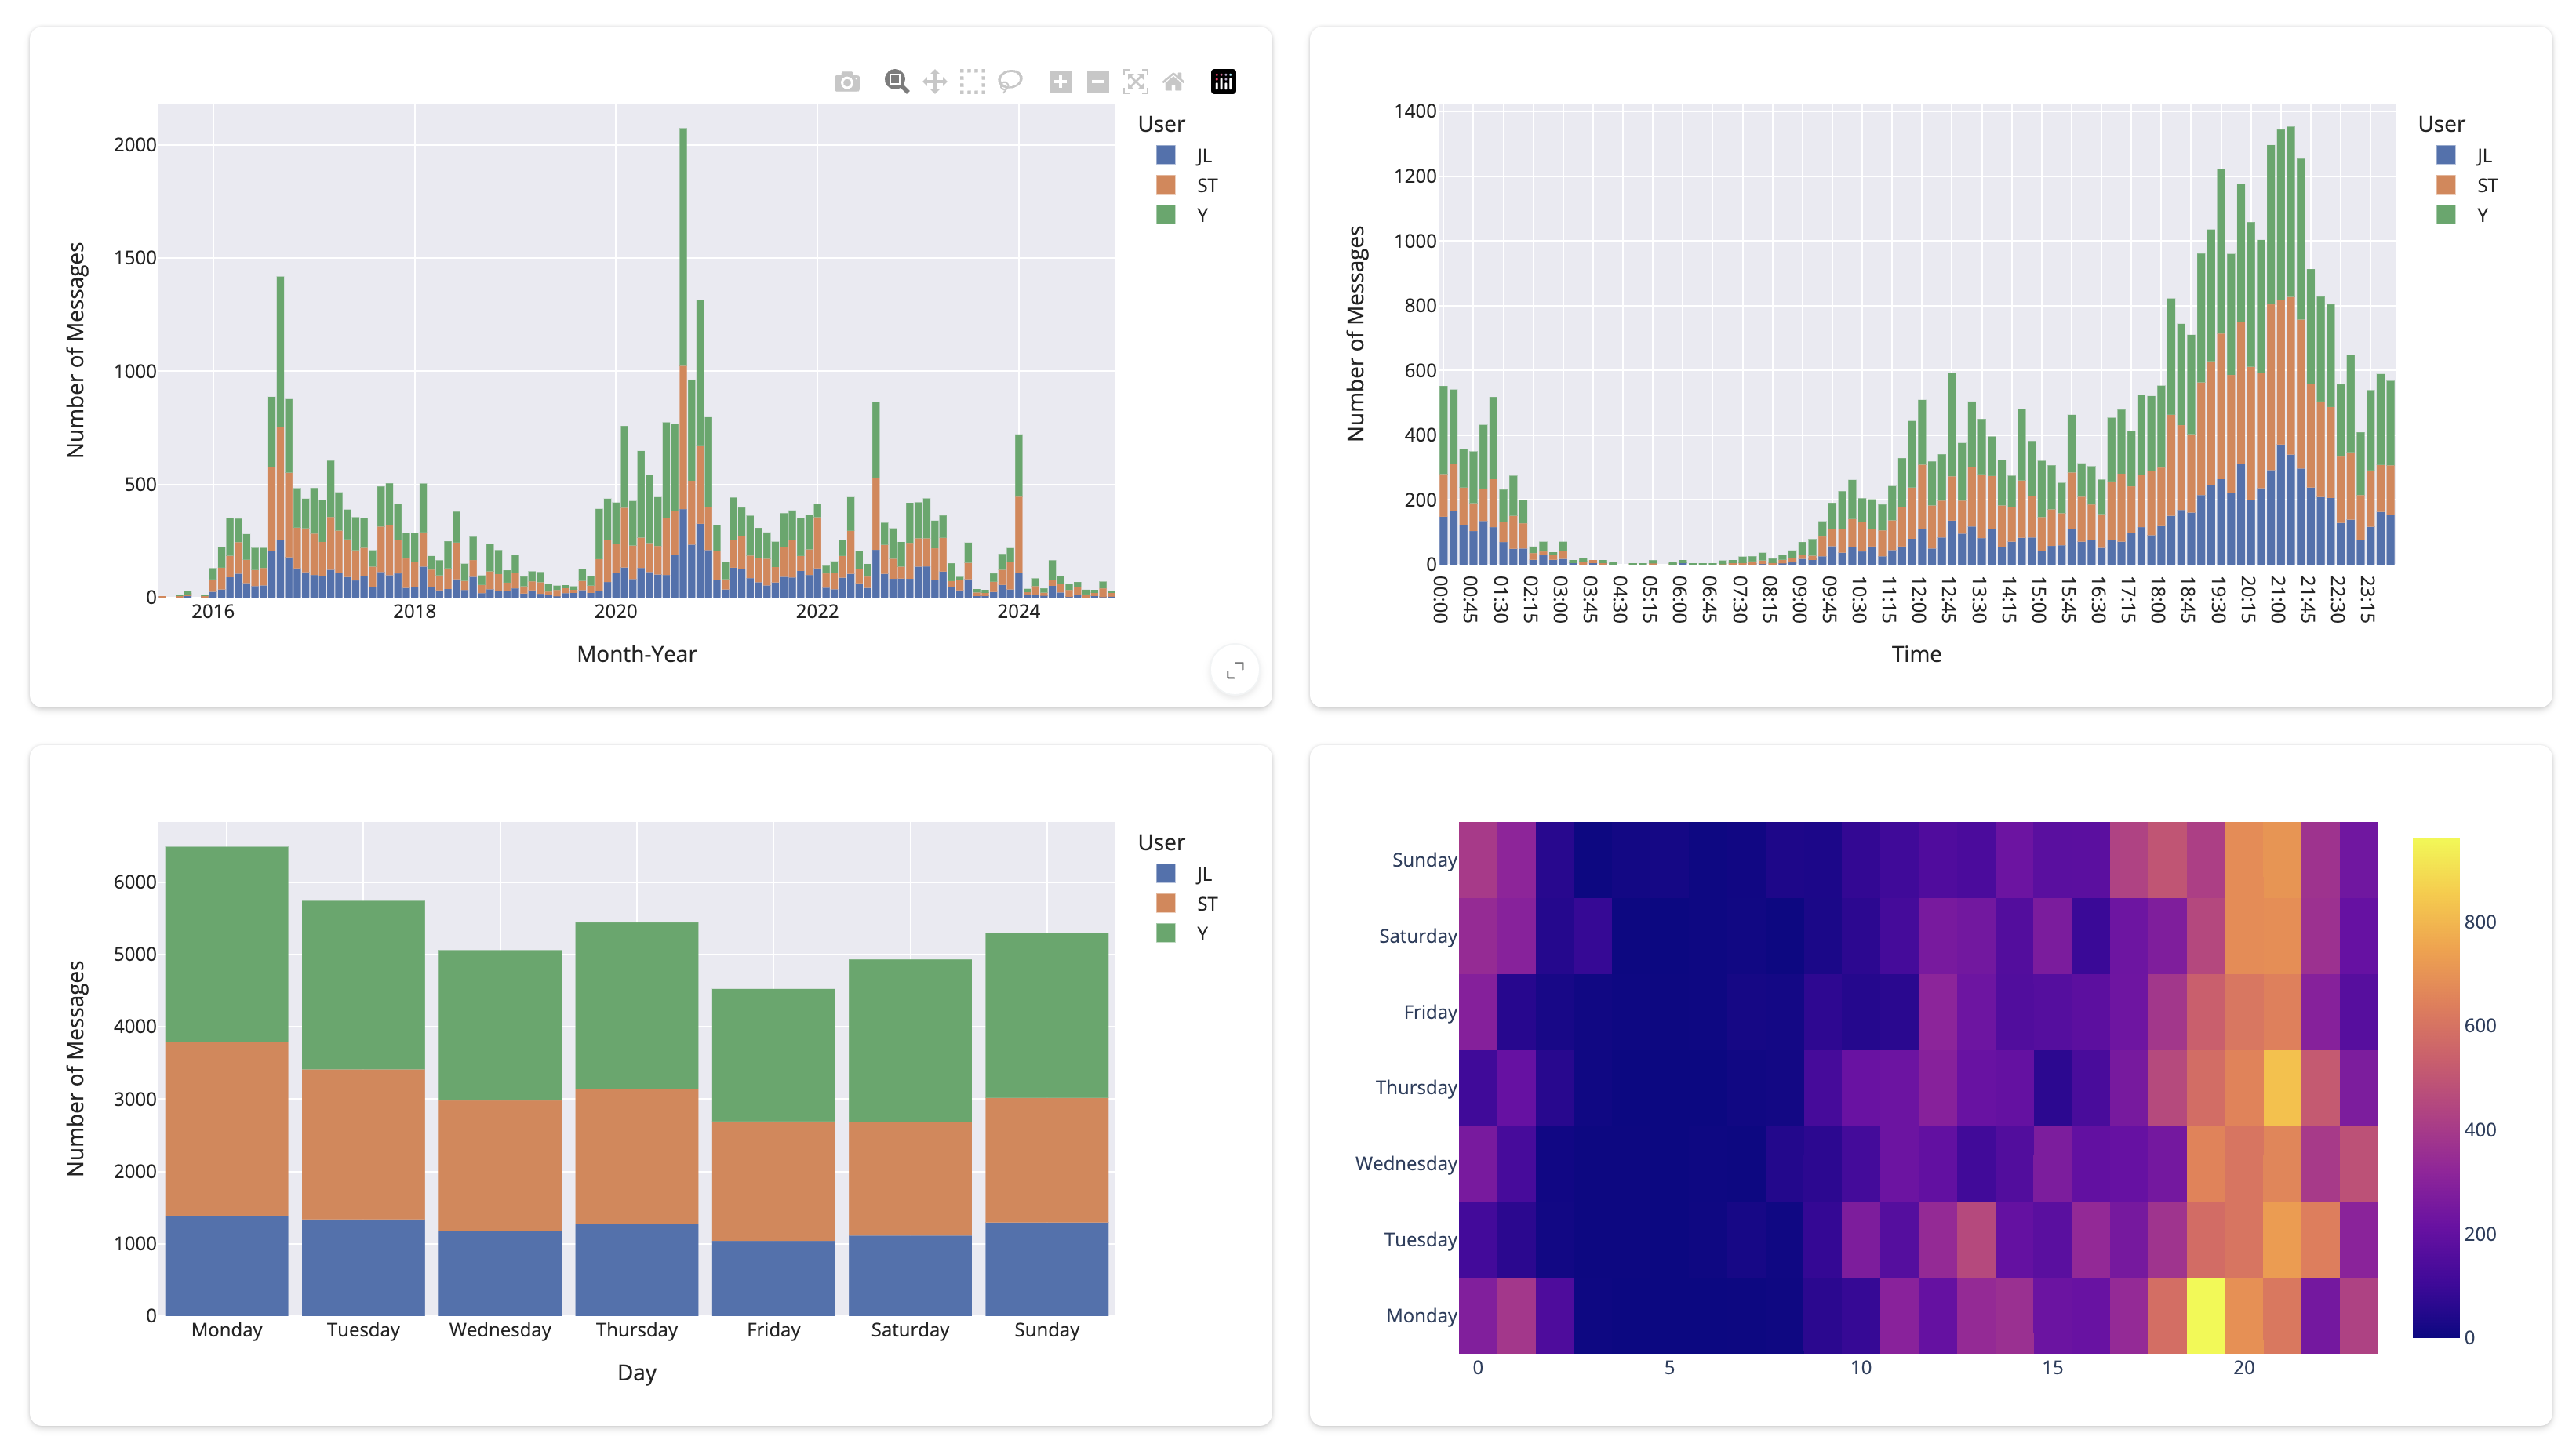 User
JL
ST
Y
2000
1500
1000
500
0
Number of Messages
2016 2018 2020 2022 2024
Month-Year
User
JL
ST
Y
1400
1200
1000
800
600
400
200
0
Number of Messages
00:00 00:45 01:30 02:15 03:00 03:45 04:30 05:15 06:00 06:45 07:30 08:15 09:00 09:45 10:30 11:15 12:00 12:45 13:30 14:15 15:00 15:45 16:30 17:15 18:00 18:45 19:30 20:15 21:00 21:45 22:30 23:15
Time
User
JL
ST
Y
6000
5000
4000
3000
2000
1000
0
Number of Messages
Monday Tuesday Wednesday Thursday Friday Saturday Sunday
Day
Sunday
Saturday
Friday
Thursday
Wednesday
Tuesday
Monday
0 5 10 15 20
800
600
400
200
0